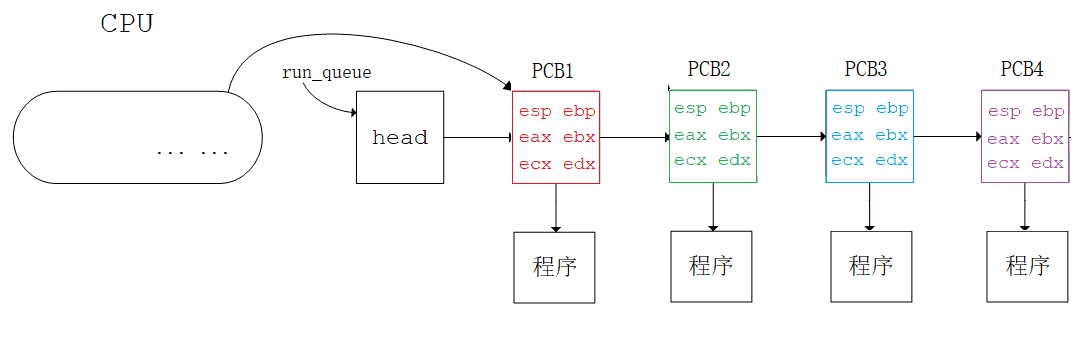 CPU
run_queue
head
... ...
PCB1
esp ebp
eax ebx
ecx edx
程序
PCB2
esp ebp
eax ebx
ecx edx
程序
PCB3
esp ebp
eax ebx
ecx edx
程序
PCB4
esp ebp
eax ebx
ecx edx
程序